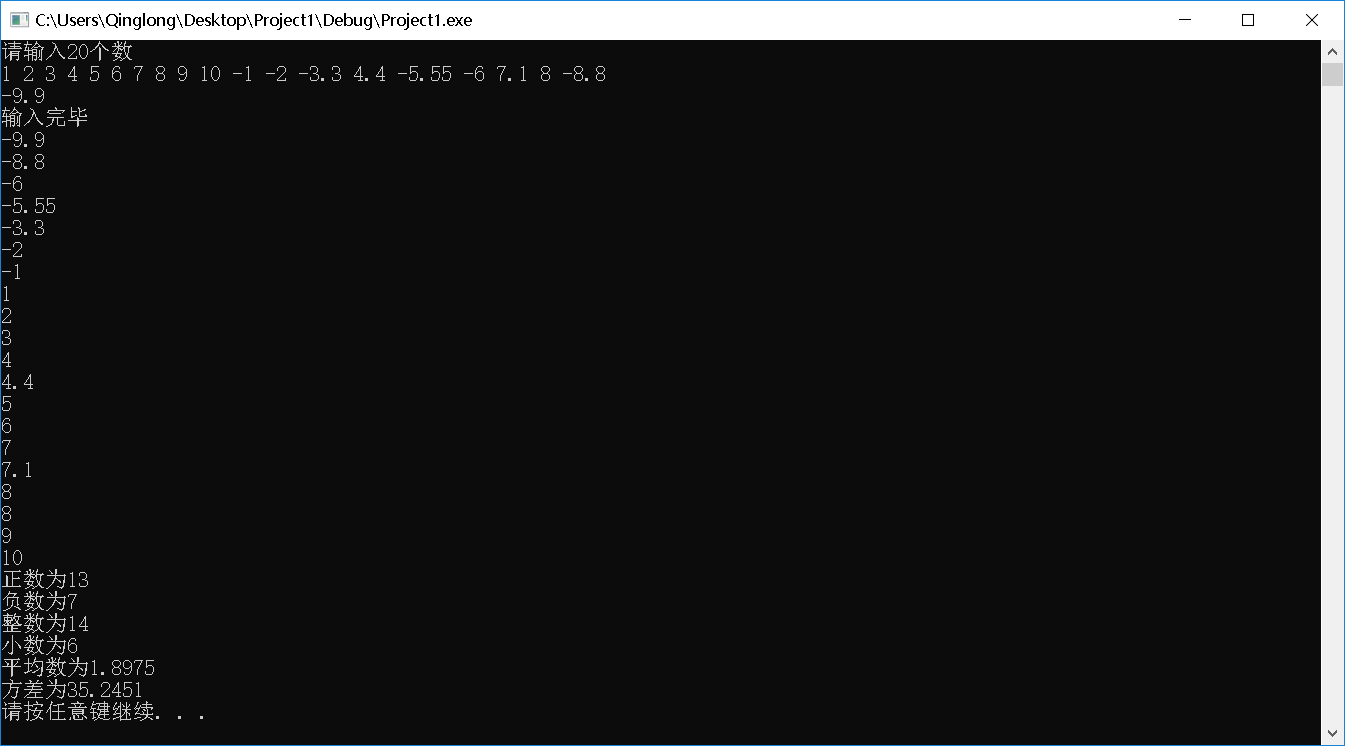 C:\Users\Qinglong\Desktop\Project1\Debug\Project1.exe
请输入20个数
1 2 3 4 5 6 7 8 9 10 -1 -2 -3.3 4.4 -5.55 -6 7.1 8 -8.8
-9.9
输入完毕
-9.9
-8.8
-6
-5.55
-3.3
-2
-1
1
2
3
4
4.4
5
6
7
7.1
8
8
9
10
正数为13
负数为7
整数为14
小数为6
平均数为1.8975
方差为35.2451
请按任意键继续. . .